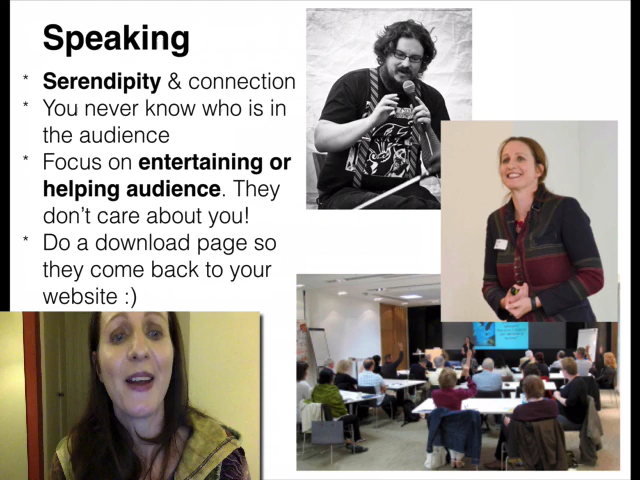 Speaking
* Serendipity & connection
* You never know who is in
the audience
* Focus on entertaining or
helping audience. They
don't care about you!
* Do a download page so
they come back to your
website :)